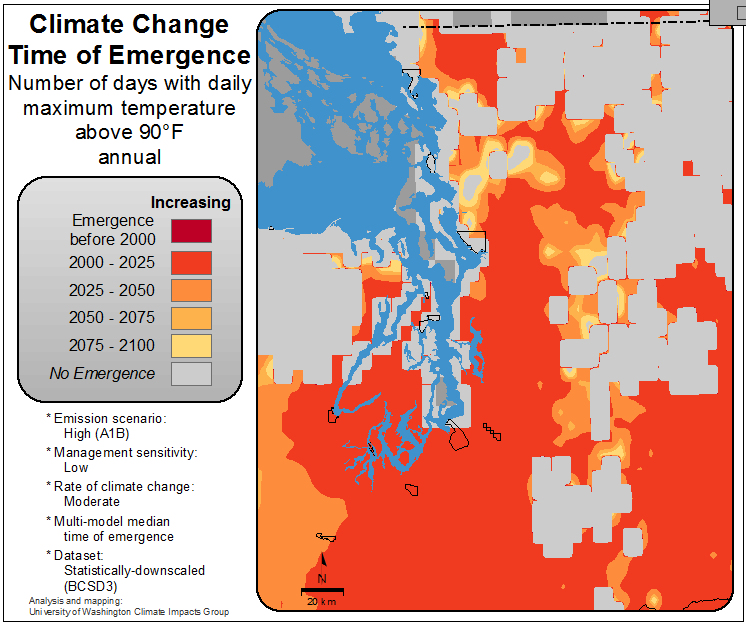 Climate Change
Time of Emergence
Number of days with daily
maximum temperature
above 90°F
annual
Increasing
Emergence
before 2000
2000 - 2025
2025 - 2050
2050 - 2075
2075 - 2100
No Emergence
* Emission scenario:
High (A1B)
* Management sensitivity:
Low
* Rate of climate change:
Moderate
* Multi-model median
time of emergence
* Dataset:
Statistically-downscaled
(BCSD3)
Analysis and mapping:
University of Washington Climate Impacts Group
N
20 km